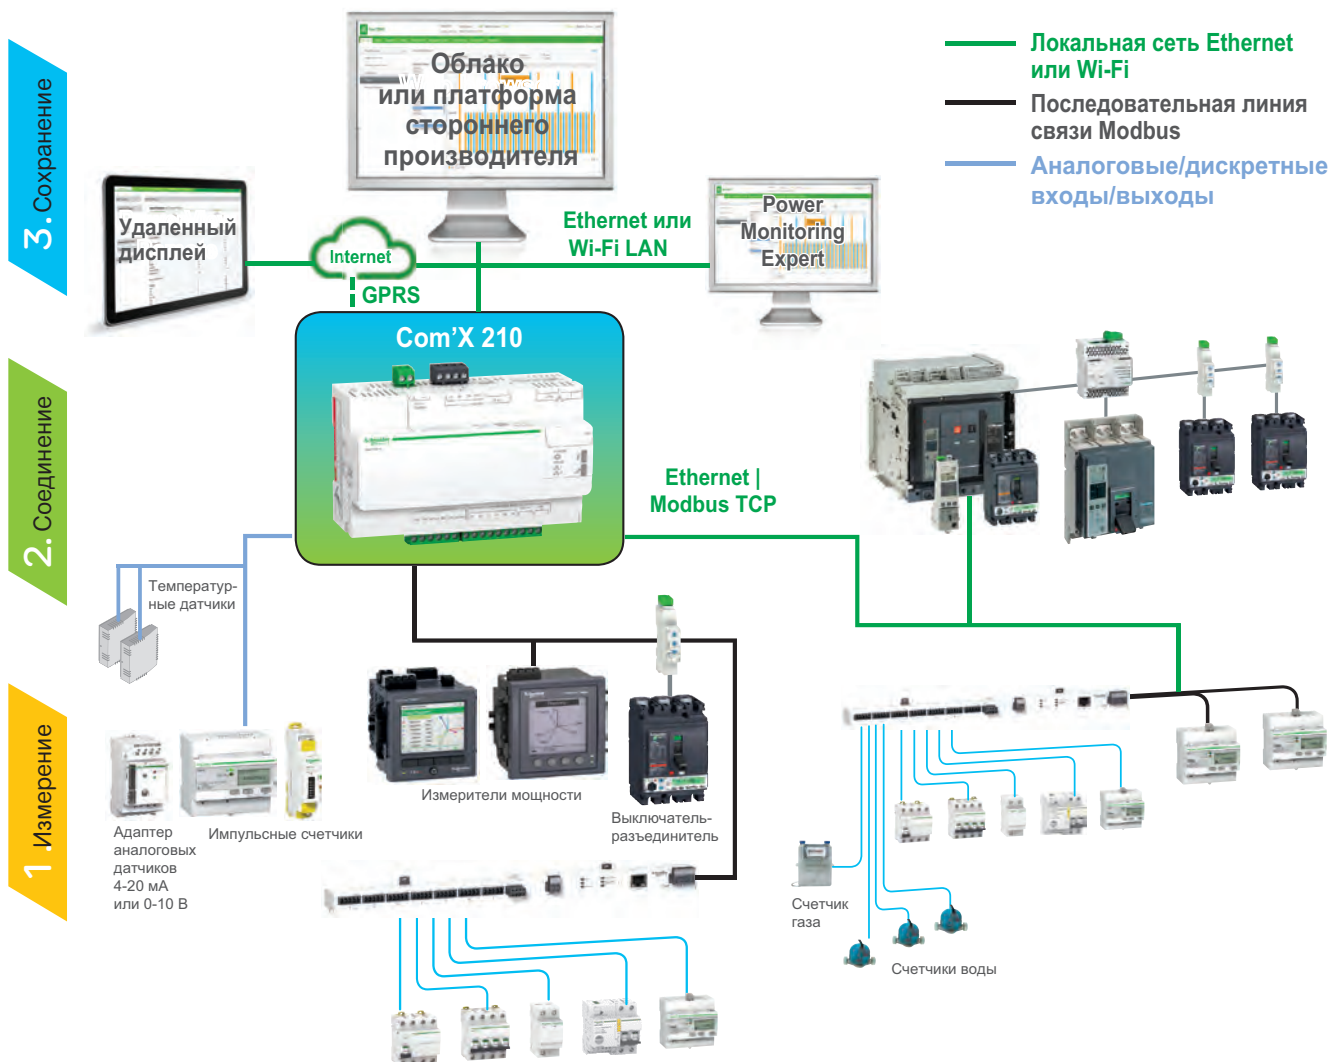 3. Сохранение
2. Соединение
1. Измерение
Облако
или платформа
стороннего
производителя
Удаленный
дисплей
Internet
GPRS
Ethernet или
Wi-Fi LAN
Power
Monitoring
Expert
Локальная сеть Ethernet
или Wi-Fi
Последовательная линия
связи Modbus
Аналоговые/дискретные
входы/выходы
Com’X 210
Ethernet |
Modbus TCP
Температур-
ные датчики
Адаптер
аналоговых
датчиков
4-20 мА
или 0-10 В
Импульсные счетчики
Измерители мощности
Выключатель-
разъединитель
Счетчик
газа
Счетчики воды